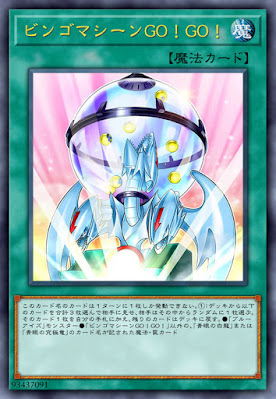 ビンゴマシーンGO!GO!
魔
【魔法カード】
このカード名のカードは1ターンに1枚しか発動できない。①:デッキから以下
のカードを合計3枚選んで相手に見せ、相手はその中からランダムに1枚選ぶ。
そのカード1枚を自分の手札に加え、残りのカードはデッキに戻す。●「ブルー
アイズ」モンスター●「ビンゴマシーンGO!GO!」以外の、「青眼の白龍」または
「青眼の究極竜」のカード名が記された魔法・罠カード
93437091